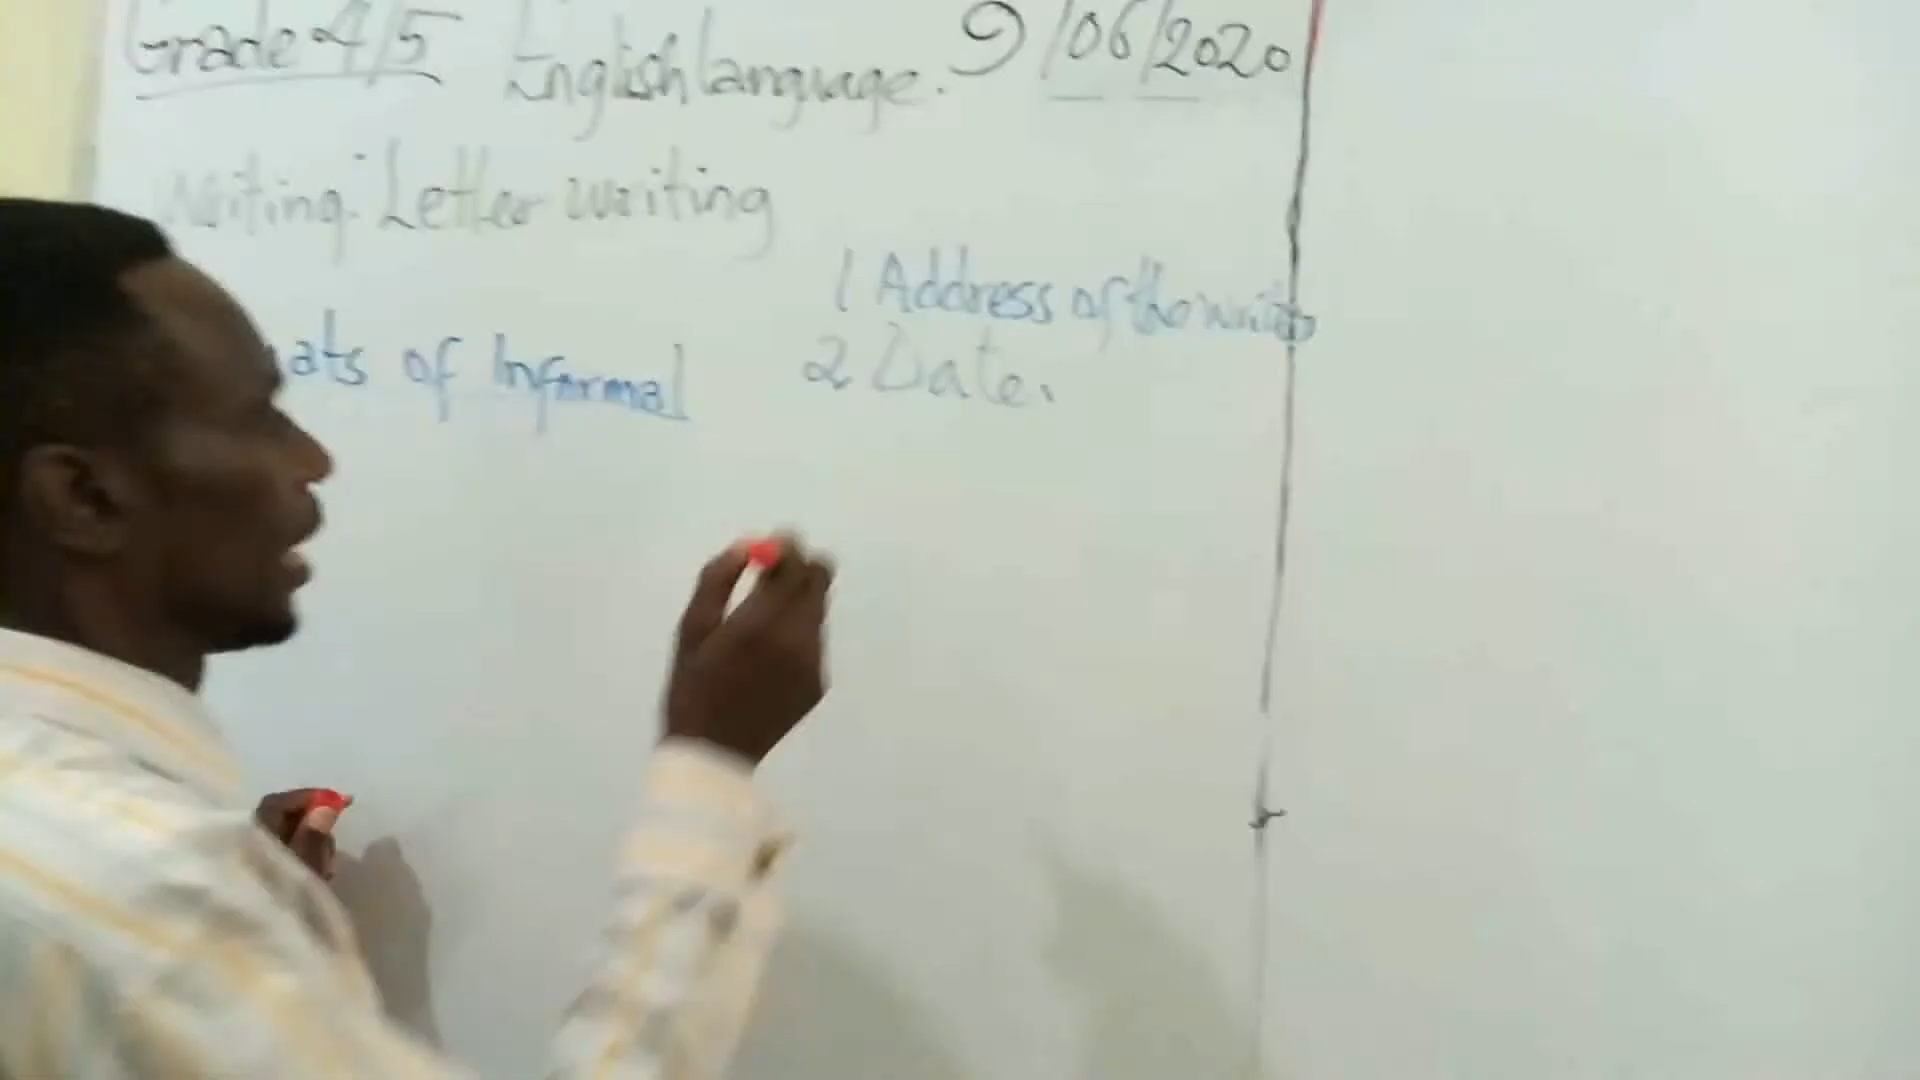 Grade 4/5 English language. 9/06/2020
Writing: Letter writing
1 Address of the writer
ats of Informal
2 Date.